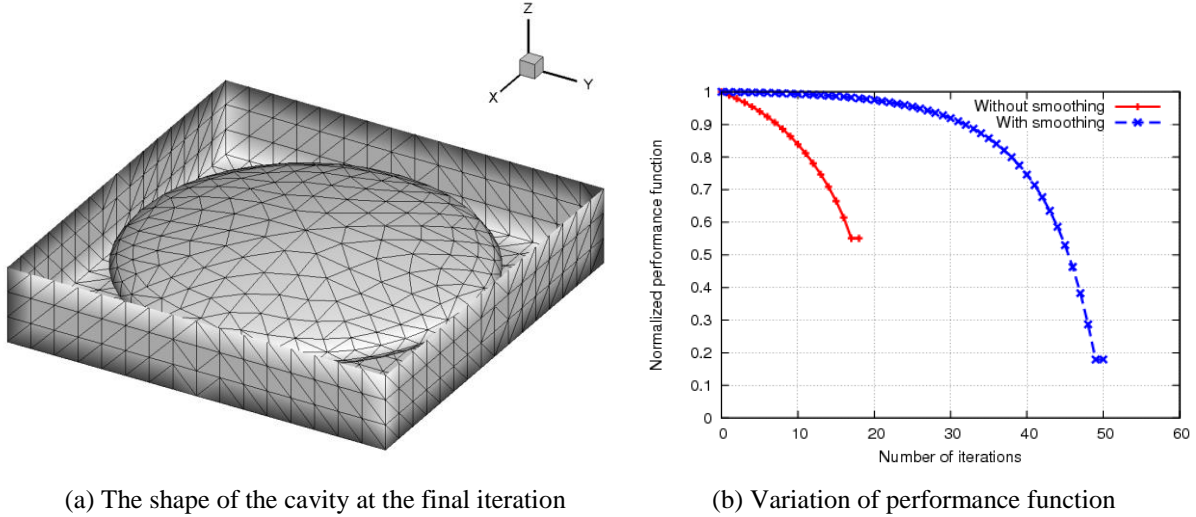 Z
Y
X
1
0.9
0.8
0.7
0.6
0.5
0.4
0.3
0.2
0.1
0
0
10
20
30
40
50
60
Normalized performance function
Number of iterations
Without smoothing
With smoothing
(a) The shape of the cavity at the final iteration
(b) Variation of performance function